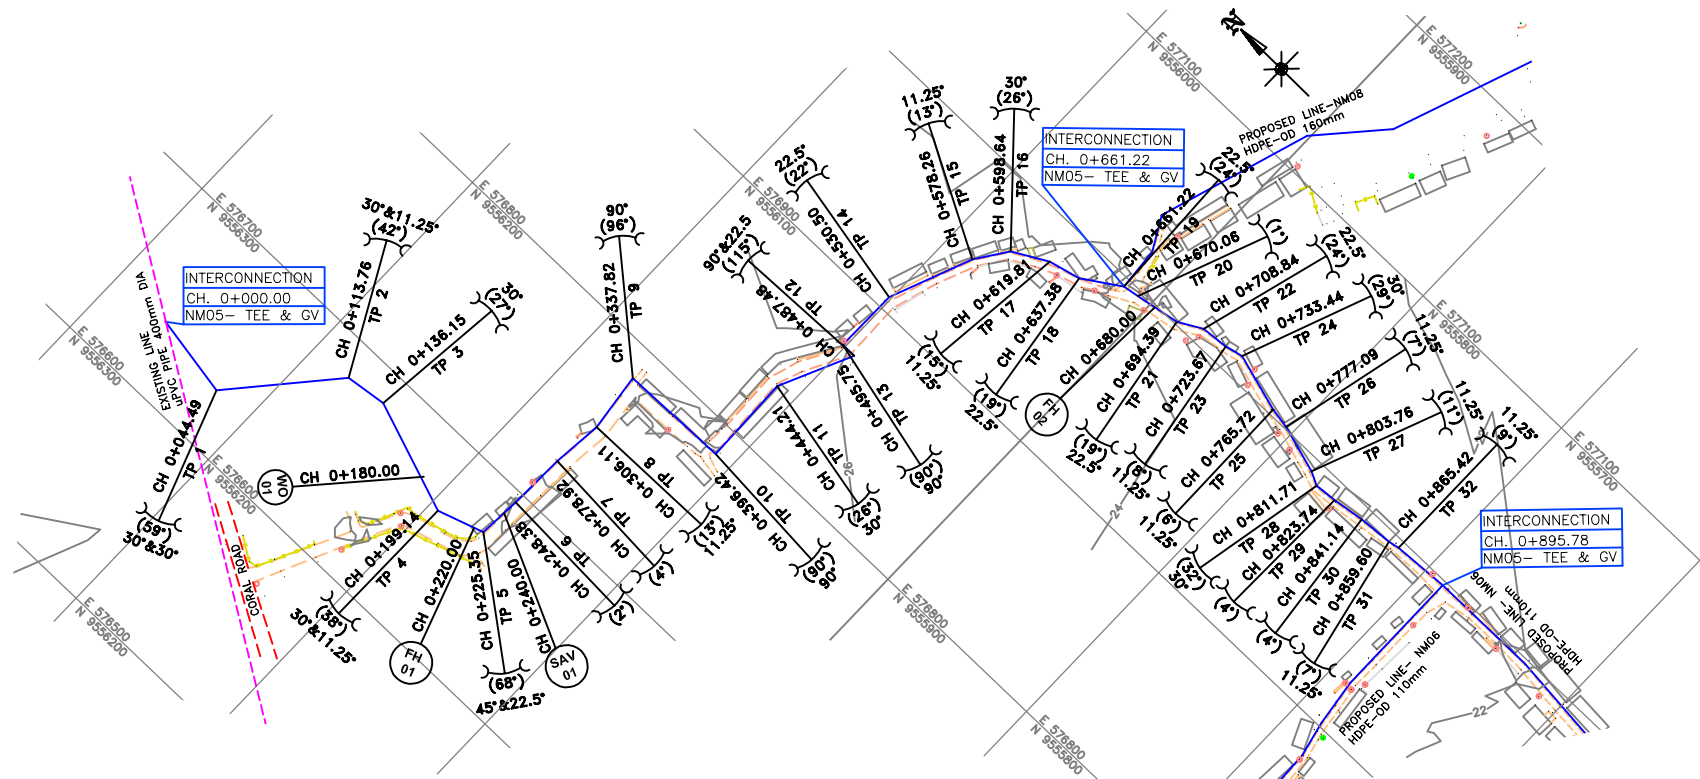 INTERCONNECTION
CH. 0+000.00
NM05- TEE & GV
INTERCONNECTION
CH. 0+661.22
NM05- TEE & GV
INTERCONNECTION
CH. 0+895.78
NM05- TEE & GV
EXISTING LINE
uPVC PIPE 400mm DIA
CORAL ROAD
N
PROPOSED LINE-NM08
HDPE-OD 160mm
PROPOSED LINE- NM06
HDPE-OD 110mm
PROPOSED LINE- NM06
HDPE-OD 110mm
E 576600
N 9556300
E 576700
N 9556300
E 576800
N 9556200
E 576900
N 9556100
E 577100
N 9556000
E 577200
N 9555900
E 577100
N 9555800
E 577100
N 9555700
E 576600
N 9556200
E 576500
N 9556200
E 576800
N 9555900
E 576800
N 9555800
CH 0+044.49
TP 1
(59°)
30°&30°
30°&11.25°
(42°)
CH 0+113.76
TP 2
30°
(27°)
CH 0+136.15
TP 3
WO
01
CH 0+180.00
CH 0+199.14
TP 4
(38°)
30°&11.25°
CH 0+220.00
FH
01
CH 0+225.35
TP 5
(68°)
45°&22.5°
CH 0+240.00
SAV
01
CH 0+248.38
TP 6
(2°)
CH 0+278.92
TP 7
(4°)
CH 0+306.11
TP 8
(13°)
11.25°
90°
(96°)
CH 0+337.82
TP 9
CH 0+396.42
TP 10
(90°)
90°
CH 0+444.21
TP 11
(26°)
30°
90°&22.5
(115°)
CH 0+487.48
TP 12
CH 0+495.75
TP 13
(90°)
90°
22.5°
(22°)
CH 0+530.50
TP 14
11.25°
(13°)
CH 0+578.26
TP 15
30°
(26°)
CH 0+598.64
TP 16
CH 0+619.81
TP 17
(15°)
11.25°
CH 0+637.38
TP 18
(19°)
22.5°
22.5°
(24°)
CH 0+661.22
TP 19
(1°)
CH 0+670.06
TP 20
CH 0+680.00
FH
02
CH 0+694.39
TP 21
(19°)
22.5°
22.5°
(24°)
CH 0+708.84
TP 22
CH 0+723.67
TP 23
(8°)
11.25°
30°
(29°)
CH 0+733.44
TP 24
CH 0+765.72
TP 25
(6°)
11.25°
11.25°
(7°)
CH 0+777.09
TP 26
11.25°
(11°)
CH 0+803.76
TP 27
CH 0+811.71
TP 28
(32°)
30°
CH 0+823.74
TP 29
(4°)
CH 0+841.14
TP 30
(4°)
CH 0+859.60
TP 31
(7°)
11.25°
11.25°
(9°)
CH 0+865.42
TP 32
26
24
22